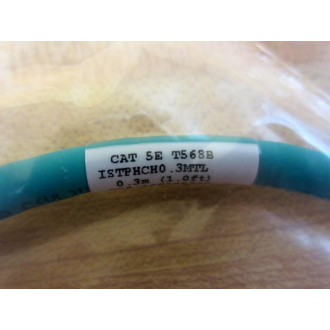 CAT 5E T568B
ISTPHCH0.3MTL
0.3m (1.0ft)